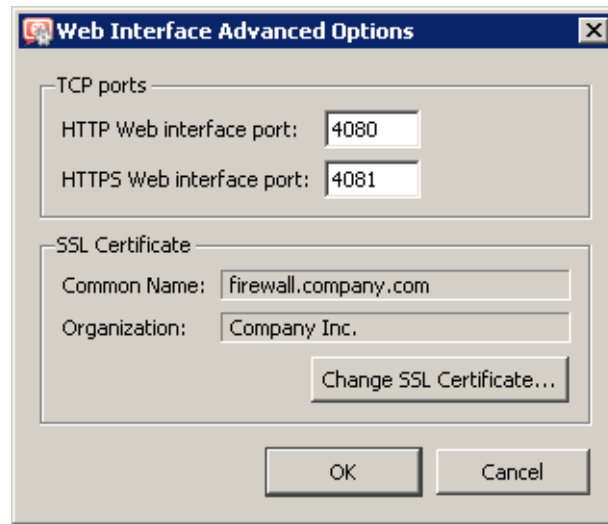 Web Interface Advanced Options
TCP ports
HTTP Web interface port: 4080
HTTPS Web interface port: 4081
SSL Certificate
Common Name: firewall.company.com
Organization: Company Inc.
Change SSL Certificate...
OK Cancel